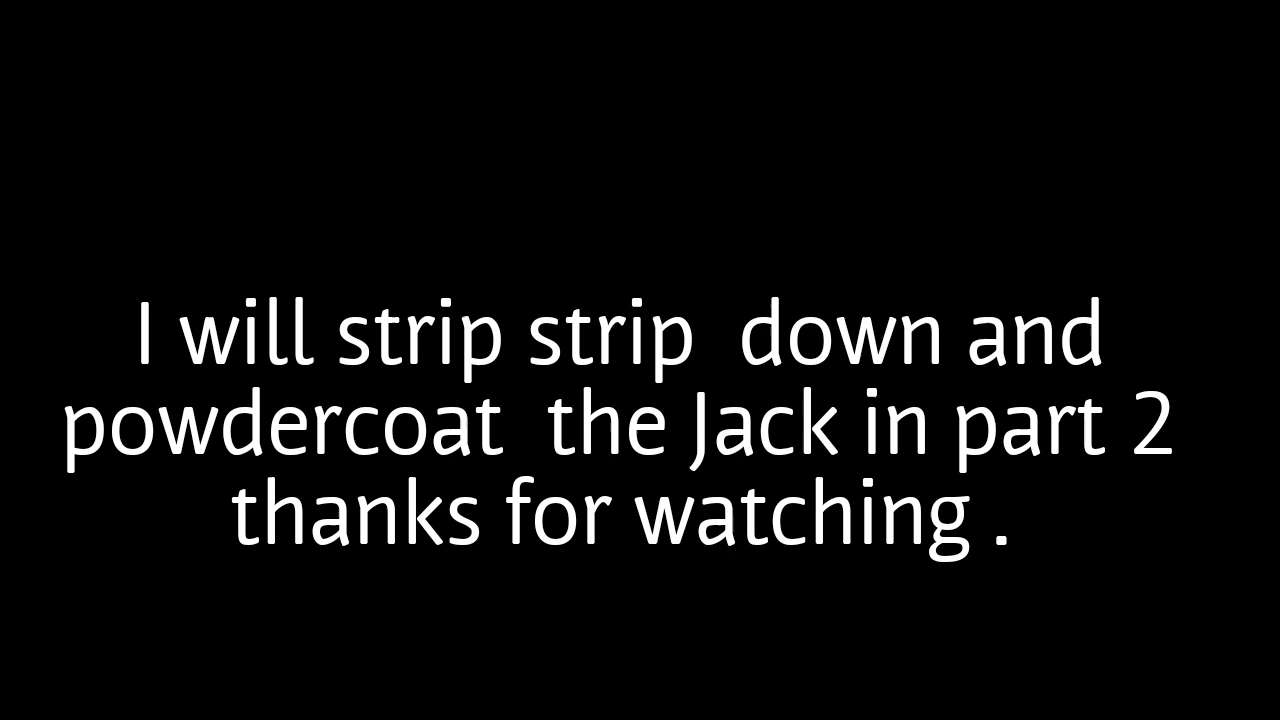 I will strip strip  down and
powdercoat  the Jack in part 2
thanks for watching .